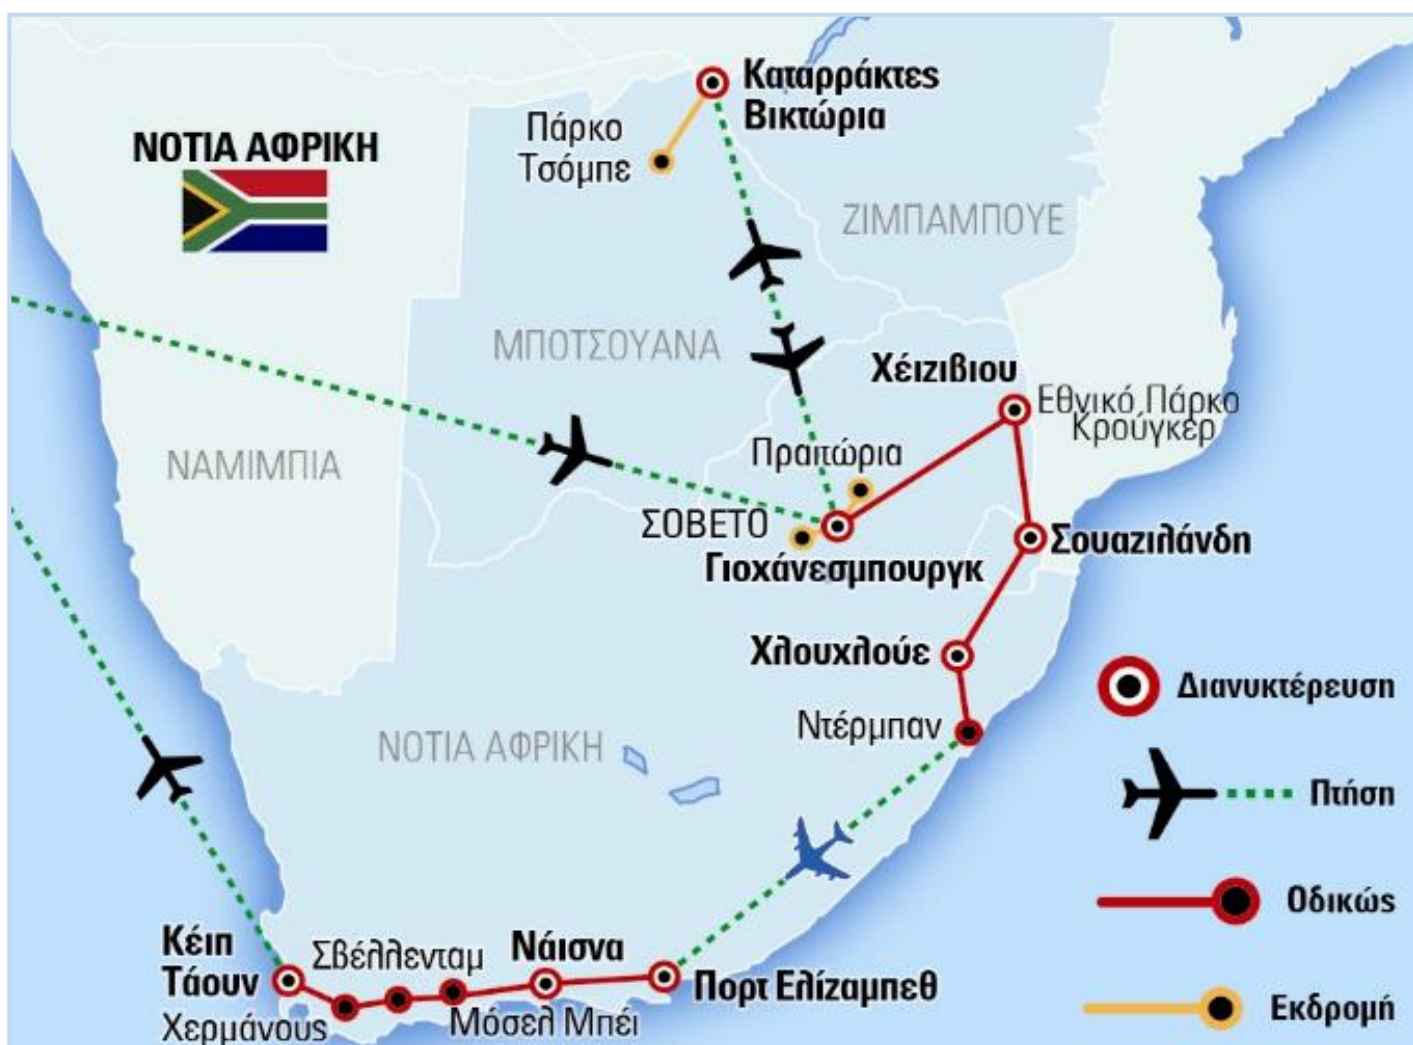 Καταρράκτες
Βικτώρια
Πάρκο
Τσόμπε
ΝΟΤΙΑ ΑΦΡΙΚΗ
ΖΙΜΠΑΜΠΟΥΕ
ΜΠΟΤΣΟΥΑΝΑ
Χέιζιβιου
Εθνικό Πάρκο
Κρούγκερ
Πραιτώρια
ΝΑΜΙΜΠΙΑ
ΣΟΒΕΤΟ
Γιοχάνεσμπουργκ
Σουαζιλάνδη
Χλουχλούε
Διανυκτέρευση
Ντέρμπαν
ΝΟΤΙΑ ΑΦΡΙΚΗ
Πτήση
Οδικώς
Κέιπ
Τάουν
Σβέλλενταμ
Νάισνα
Πορτ Ελίζαμπεθ
Χερμάνους
Μόσελ Μπέι
Εκδρομή